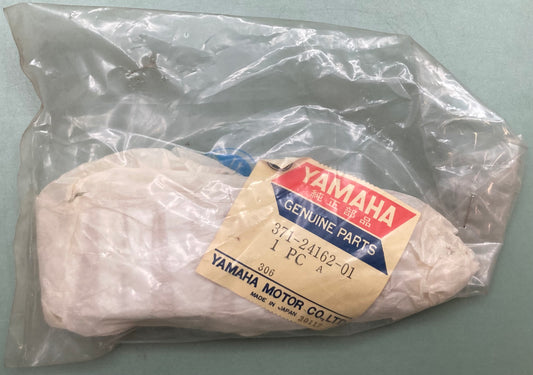 YAMAHA
純正部品
GENUINE PARTS
371-24162-01
1 PC A
306
YAMAHA MOTOR CO.,LTD
MADE IN JAPAN